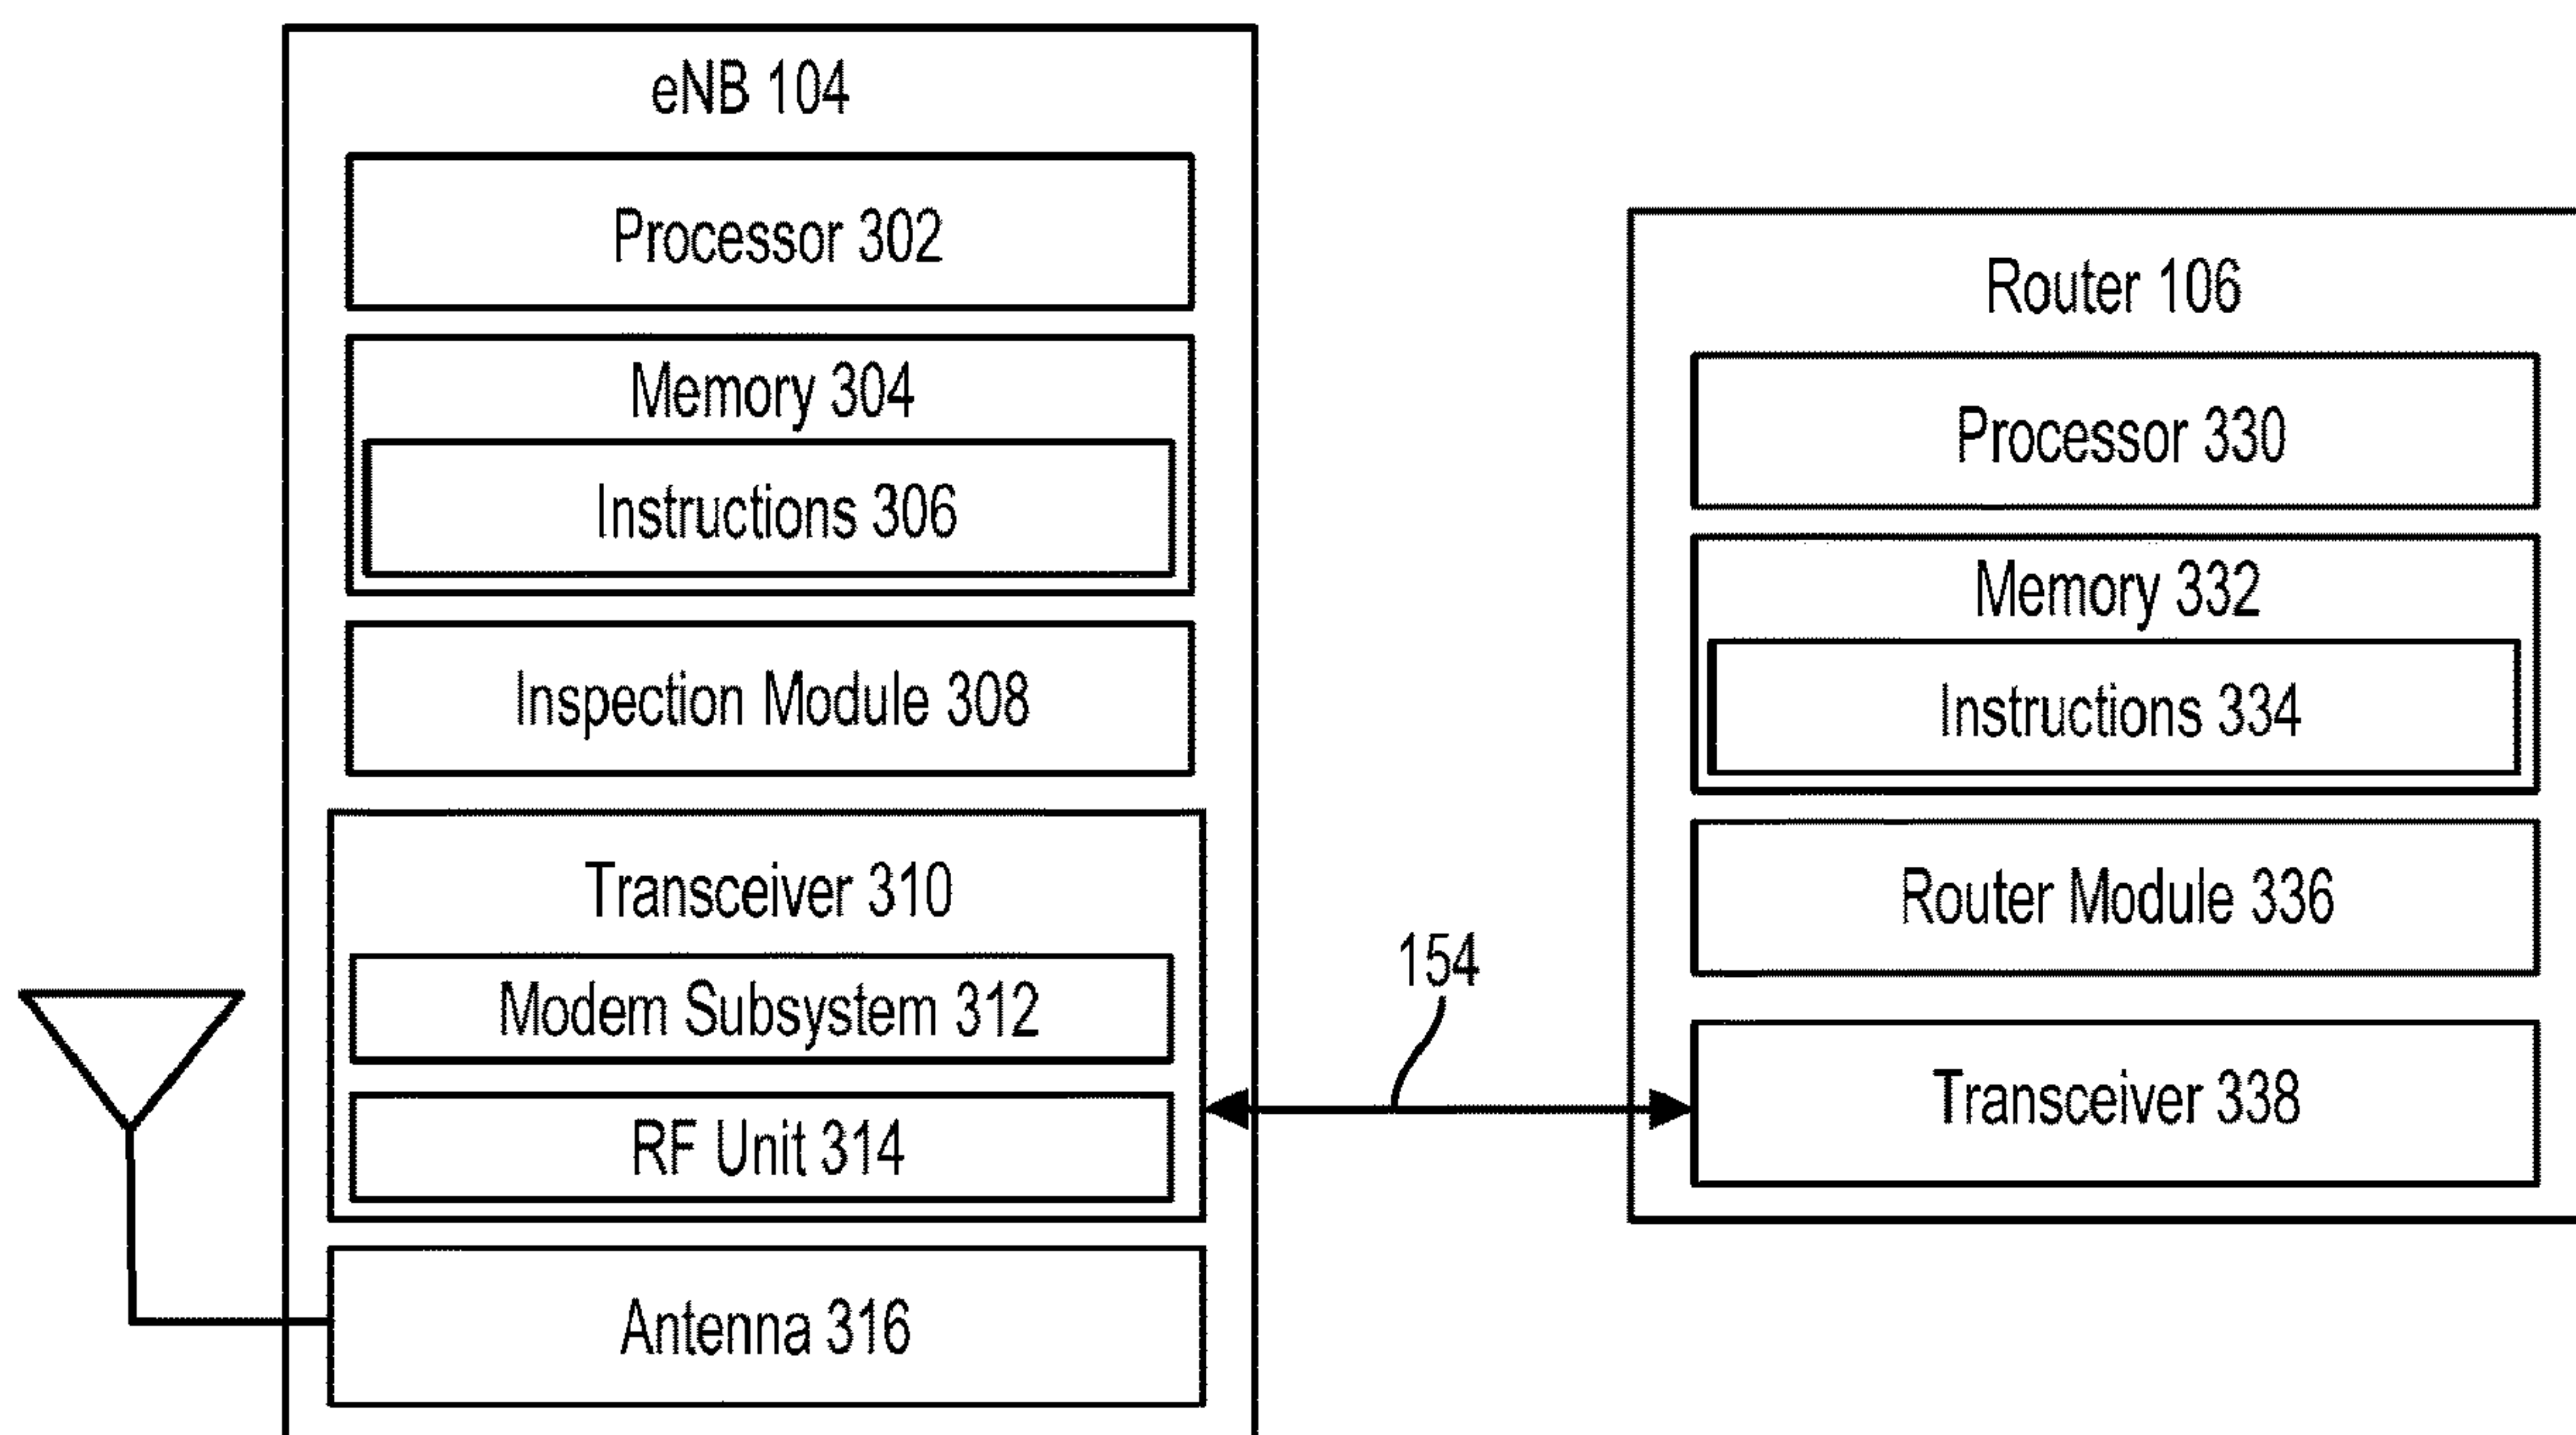 eNB 104
Processor 302
Memory 304
Instructions 306
Inspection Module 308
Transceiver 310
Modem Subsystem 312
RF Unit 314
Antenna 316
154
Router 106
Processor 330
Memory 332
Instructions 334
Router Module 336
Transceiver 338